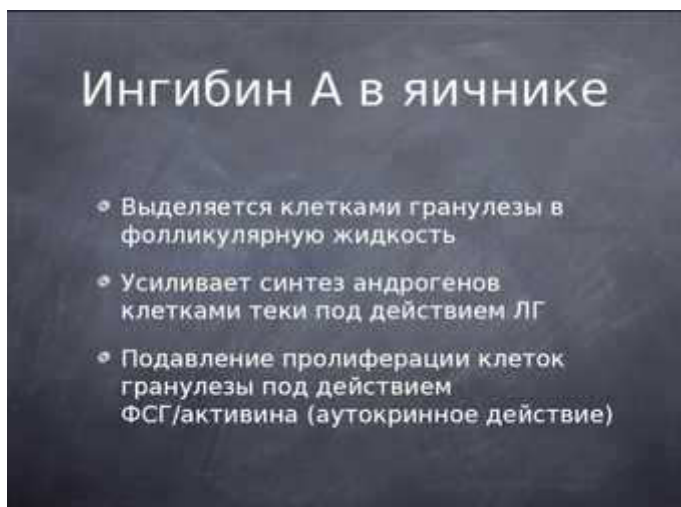 Ингибин А в яичнике
Выделяется клетками гранулезы в
фолликулярную жидкость
Усиливает синтез андрогенов
клетками теки под действием ЛГ
Подавление пролиферации клеток
гранулезы под действием
ФСГ/активина (аутокринное действие)